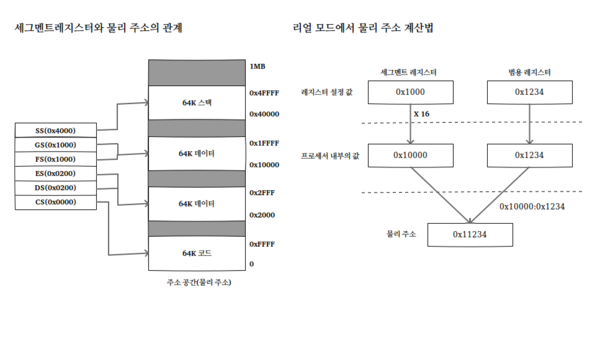 세그멘트레지스터와 물리 주소의 관계
1MB
0x4FFFF
64K 스택
0x40000
SS(0x4000)
GS(0x1000)
FS(0x1000)
ES(0x0200)
DS(0x0200)
CS(0x0000)
0x1FFFF
64K 데이터
0x10000
0x2FFF
64K 데이터
0x2000
0xFFFF
64K 코드
0
주소 공간(물리 주소)
리얼 모드에서 물리 주소 계산법
세그멘트 레지스터
범용 레지스터
레지스터 설정 값
0x1000
0x1234
X 16
프로세서 내부의 값
0x10000
0x1234
0x10000:0x1234
물리 주소
0x11234